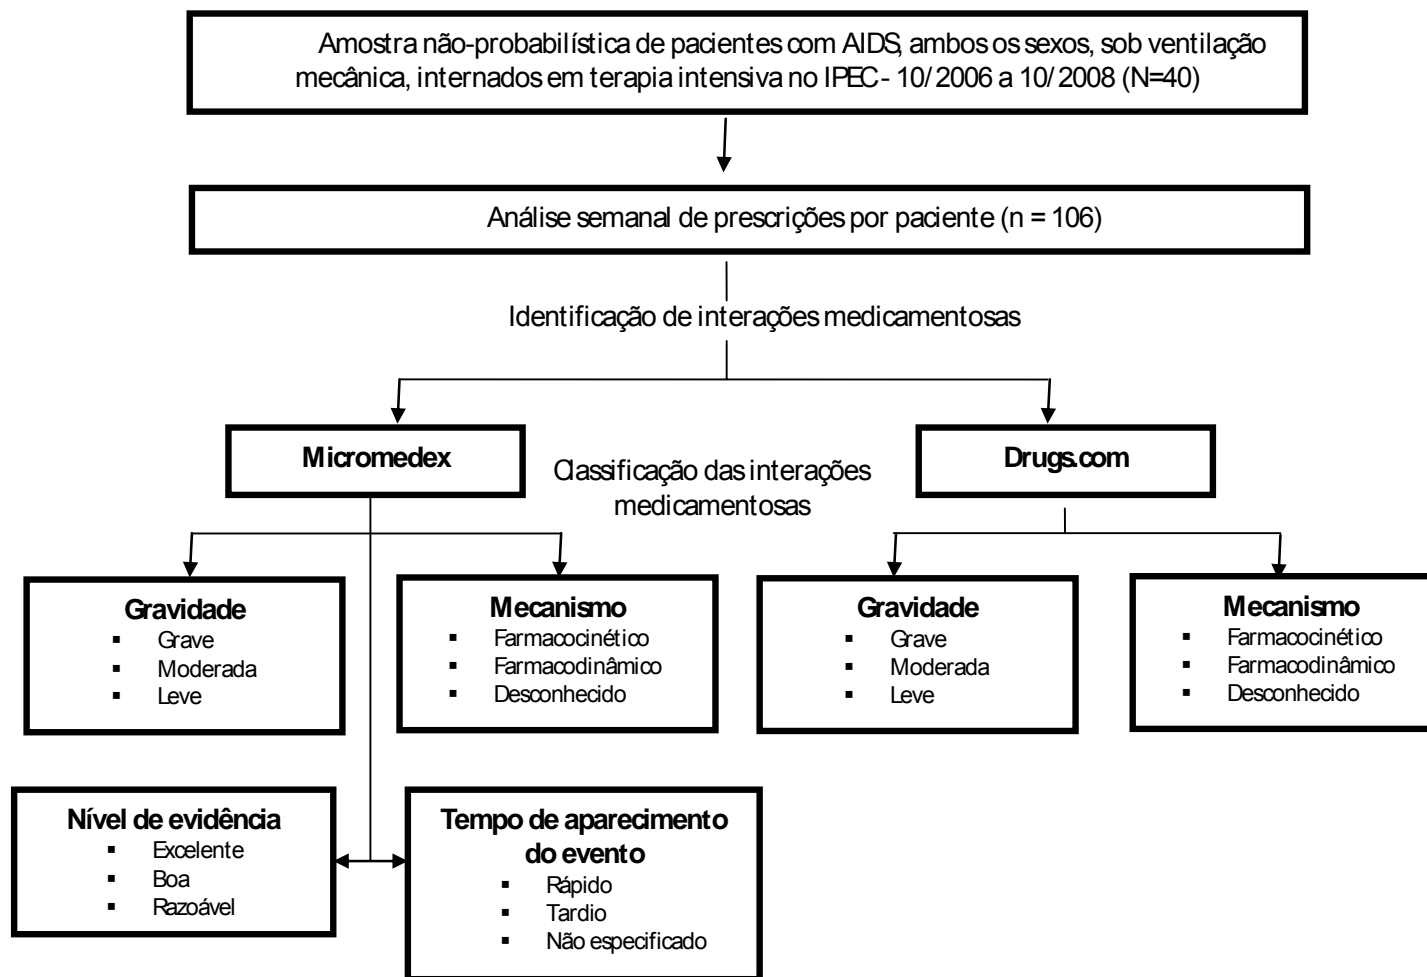 Amostra não-probabilística de pacientes com AIDS, ambos os sexos, sob ventilação
mecânica, internados em terapia intensiva no IPEC - 10/2006 a 10/2008 (N=40)
Análise semanal de prescrições por paciente (n = 106)
Identificação de interações medicamentosas
Micromedex
Drugs.com
Classificação das interações
medicamentosas
Gravidade
▪ Grave
▪ Moderada
▪ Leve
Mecanismo
▪ Farmacocinético
▪ Farmacodinâmico
▪ Desconhecido
Gravidade
▪ Grave
▪ Moderada
▪ Leve
Mecanismo
▪ Farmacocinético
▪ Farmacodinâmico
▪ Desconhecido
Nível de evidência
▪ Excelente
▪ Boa
▪ Razoável
Tempo de aparecimento
do evento
▪ Rápido
▪ Tardio
▪ Não especificado